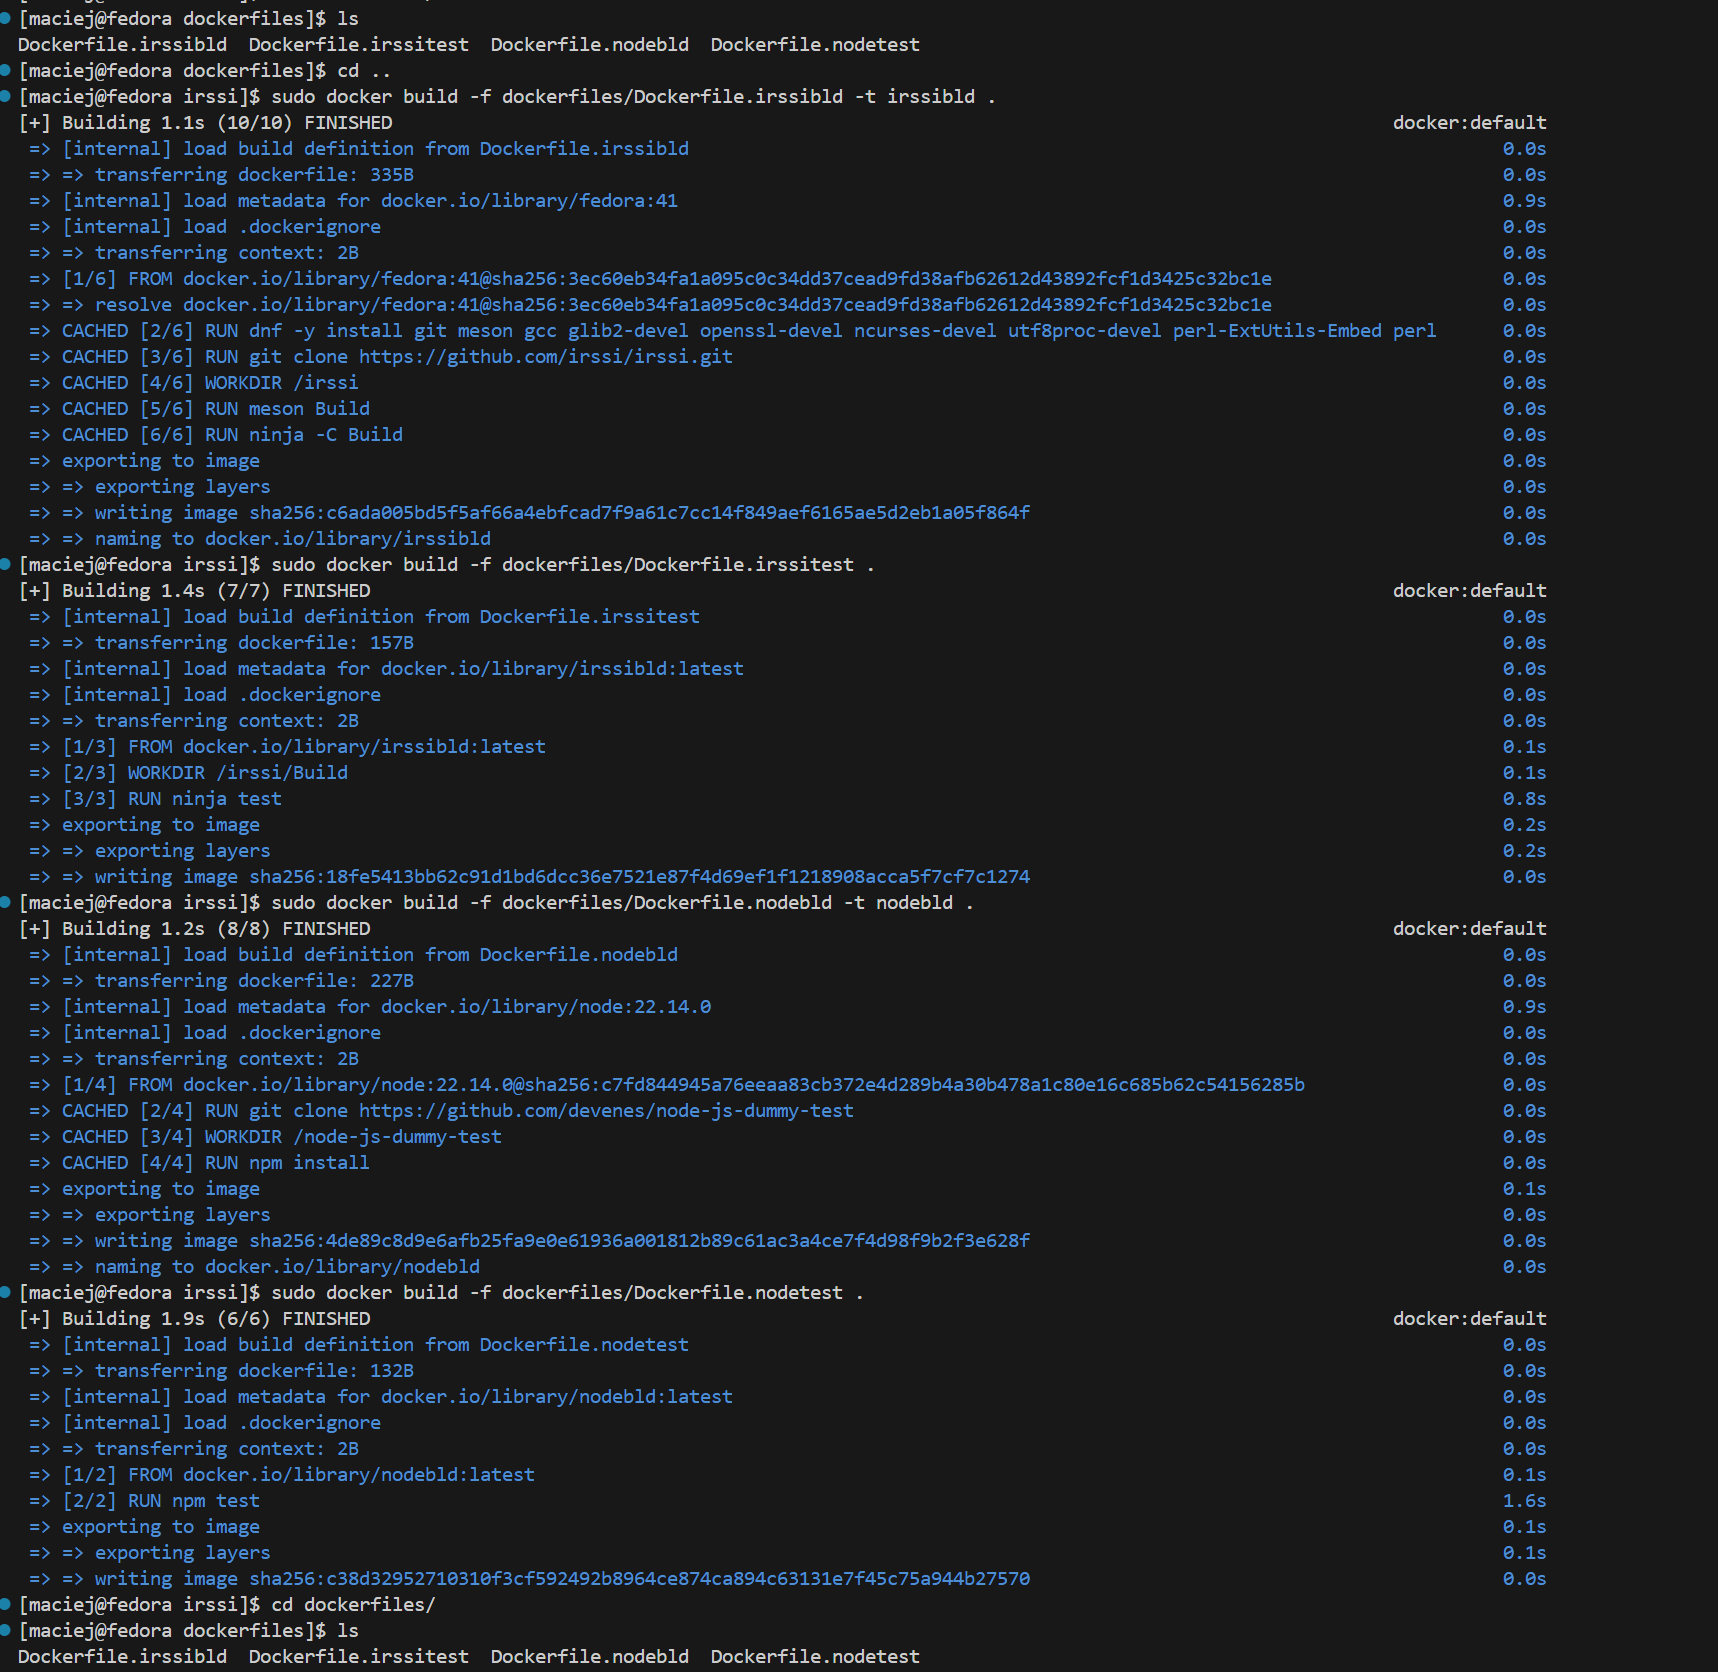 [maciej@fedora dockerfiles]$ ls
Dockerfile.irssibld  Dockerfile.irssitest  Dockerfile.nodebld  Dockerfile.nodetest
[maciej@fedora dockerfiles]$ cd ..
[maciej@fedora irssi]$ sudo docker build -f dockerfiles/Dockerfile.irssibld -t irssibld .
[+] Building 1.1s (10/10) FINISHED docker:default
=> [internal] load build definition from Dockerfile.irssibld 0.0s
=> => transferring dockerfile: 335B 0.0s
=> [internal] load metadata for docker.io/library/fedora:41 0.9s
=> [internal] load .dockerignore 0.0s
=> => transferring context: 2B 0.0s
=> [1/6] FROM docker.io/library/fedora:41@sha256:3ec60eb34fa1a095c0c34dd37cead9fd38afb62612d43892fcf1d3425c32bc1e 0.0s
=> => resolve docker.io/library/fedora:41@sha256:3ec60eb34fa1a095c0c34dd37cead9fd38afb62612d43892fcf1d3425c32bc1e 0.0s
=> CACHED [2/6] RUN dnf -y install git meson gcc glib2-devel openssl-devel ncurses-devel utf8proc-devel perl-ExtUtils-Embed perl 0.0s
=> CACHED [3/6] RUN git clone https://github.com/irssi/irssi.git 0.0s
=> CACHED [4/6] WORKDIR /irssi 0.0s
=> CACHED [5/6] RUN meson Build 0.0s
=> CACHED [6/6] RUN ninja -C Build 0.0s
=> exporting to image 0.0s
=> => exporting layers 0.0s
=> => writing image sha256:c6ada005bd5f5af66a4ebfcad7f9a61c7cc14f849aef6165ae5d2eb1a05f864f 0.0s
=> => naming to docker.io/library/irssibld 0.0s
[maciej@fedora irssi]$ sudo docker build -f dockerfiles/Dockerfile.irssitest .
[+] Building 1.4s (7/7) FINISHED docker:default
=> [internal] load build definition from Dockerfile.irssitest 0.0s
=> => transferring dockerfile: 157B 0.0s
=> [internal] load metadata for docker.io/library/irssibld:latest 0.0s
=> [internal] load .dockerignore 0.0s
=> => transferring context: 2B 0.0s
=> [1/3] FROM docker.io/library/irssibld:latest 0.1s
=> [2/3] WORKDIR /irssi/Build 0.1s
=> [3/3] RUN ninja test 0.8s
=> exporting to image 0.2s
=> => exporting layers 0.2s
=> => writing image sha256:18fe5413bb62c91d1bd6dcc36e7521e87f4d69ef1f1218908acca5f7cf7c1274 0.0s
[maciej@fedora irssi]$ sudo docker build -f dockerfiles/Dockerfile.nodebld -t nodebld .
[+] Building 1.2s (8/8) FINISHED docker:default
=> [internal] load build definition from Dockerfile.nodebld 0.0s
=> => transferring dockerfile: 227B 0.0s
=> [internal] load metadata for docker.io/library/node:22.14.0 0.9s
=> [internal] load .dockerignore 0.0s
=> => transferring context: 2B 0.0s
=> [1/4] FROM docker.io/library/node:22.14.0@sha256:c7fd844945a76eeaa83cb372e4d289b4a30b478a1c80e16c685b62c54156285b 0.0s
=> CACHED [2/4] RUN git clone https://github.com/devenes/node-js-dummy-test 0.0s
=> CACHED [3/4] WORKDIR /node-js-dummy-test 0.0s
=> CACHED [4/4] RUN npm install 0.0s
=> exporting to image 0.1s
=> => exporting layers 0.0s
=> => writing image sha256:4de89c8d9e6afb25fa9e0e61936a001812b89c61ac3a4ce7f4d98f9b2f3e628f 0.0s
=> => naming to docker.io/library/nodebld 0.0s
[maciej@fedora irssi]$ sudo docker build -f dockerfiles/Dockerfile.nodetest .
[+] Building 1.9s (6/6) FINISHED docker:default
=> [internal] load build definition from Dockerfile.nodetest 0.0s
=> => transferring dockerfile: 132B 0.0s
=> [internal] load metadata for docker.io/library/nodebld:latest 0.0s
=> [internal] load .dockerignore 0.0s
=> => transferring context: 2B 0.0s
=> [1/2] FROM docker.io/library/nodebld:latest 0.1s
=> [2/2] RUN npm test 1.6s
=> exporting to image 0.1s
=> => exporting layers 0.1s
=> => writing image sha256:c38d32952710310f3cf592492b8964ce874ca894c63131e7f45c75a944b27570 0.0s
[maciej@fedora irssi]$ cd dockerfiles/
[maciej@fedora dockerfiles]$ ls
Dockerfile.irssibld  Dockerfile.irssitest  Dockerfile.nodebld  Dockerfile.nodetest